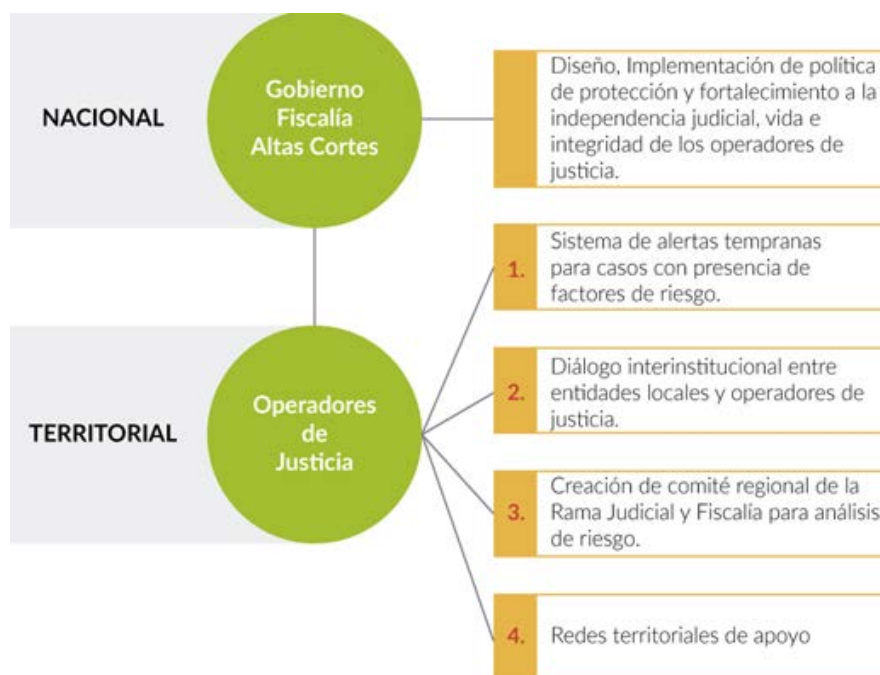 NACIONAL
Gobierno
Fiscalía
Altas Cortes
Diseño, Implementación de política
de protección y fortalecimiento a la
independencia judicial, vida e
integridad de los operadores de
justicia.
TERRITORIAL
Operadores
de
Justicia
1.
Sistema de alertas tempranas
para casos con presencia de
factores de riesgo.
2.
Diálogo interinstitucional entre
entidades locales y operadores de
justicia.
3.
Creación de comité regional de la
Rama Judicial y Fiscalía para análisis
de riesgo.
4.
Redes territoriales de apoyo